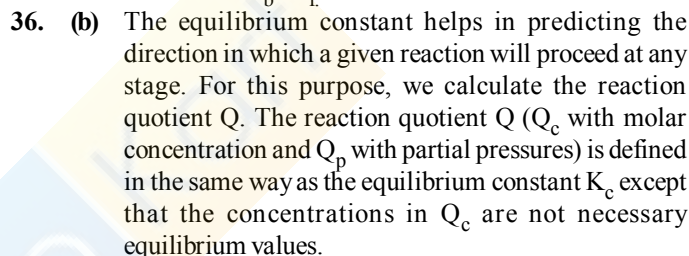 36. (b) The equilibrium constant helps in predicting the
direction in which a given reaction will proceed at any
stage. For this purpose, we calculate the reaction
quotient Q. The reaction quotient Q (Qc with molar
concentration and Qp with partial pressures) is defined
in the same way as the equilibrium constant Kc except
that the concentrations in Qc are not necessary
equilibrium values.